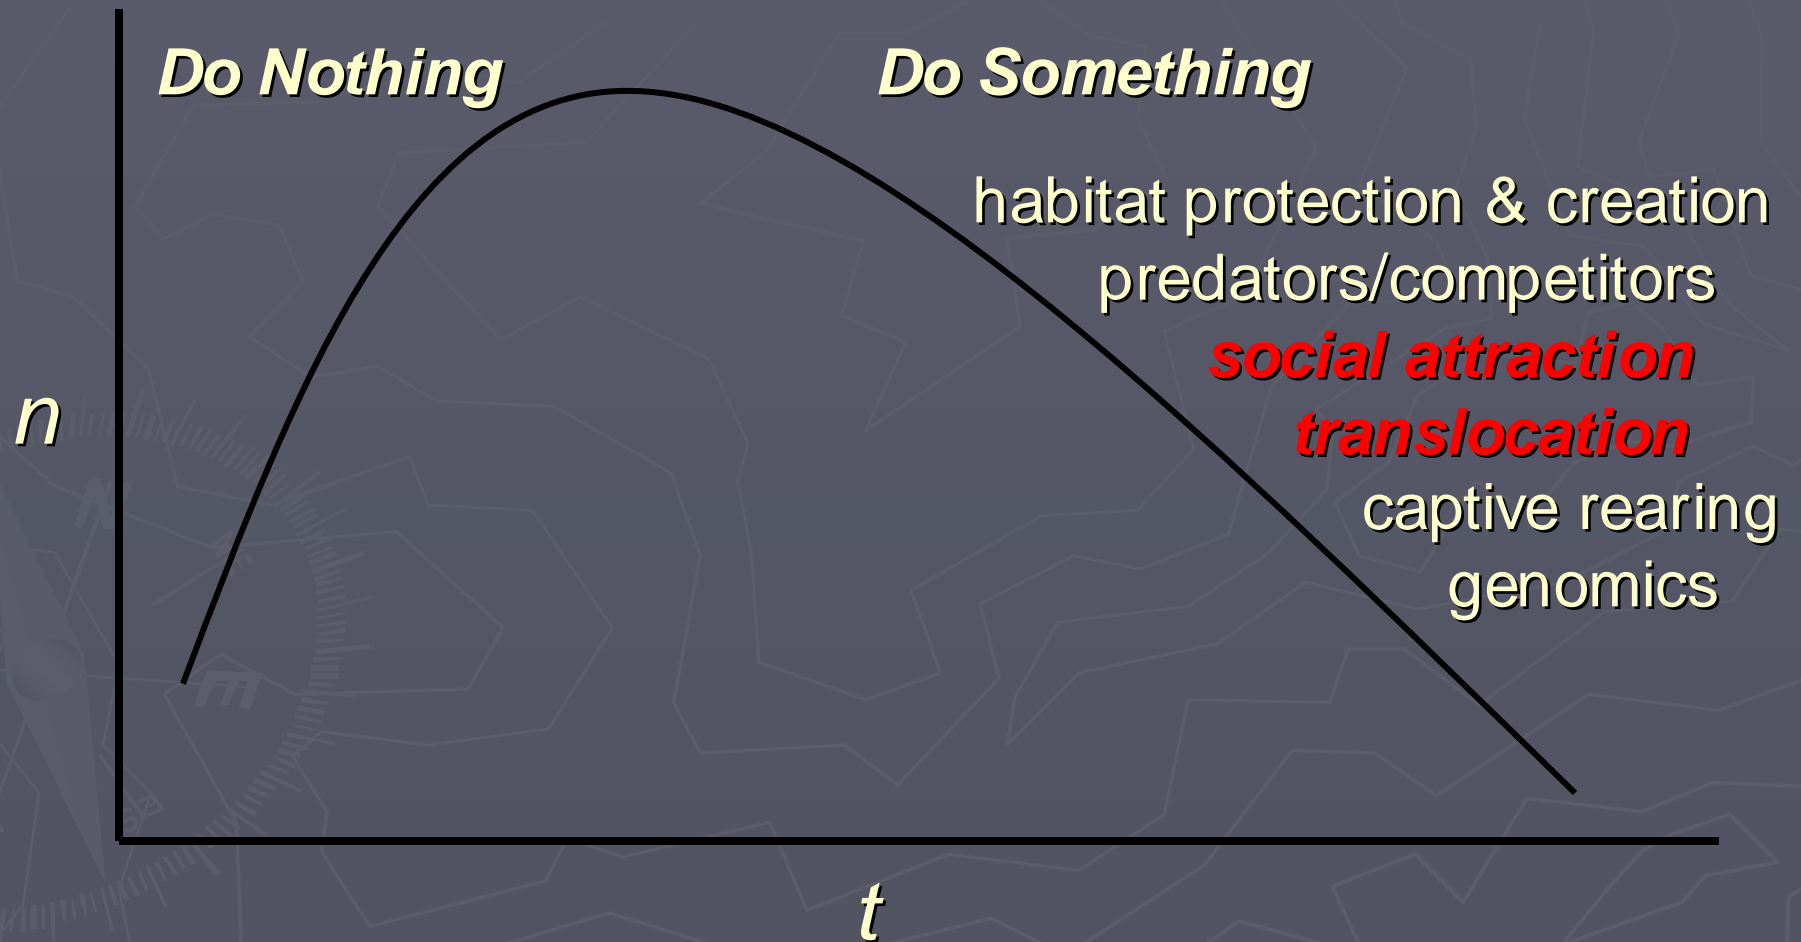 Do Nothing
Do Something
habitat protection & creation
predators/competitors
social attraction
n
translocation
captive rearing
genomics
N
E
t